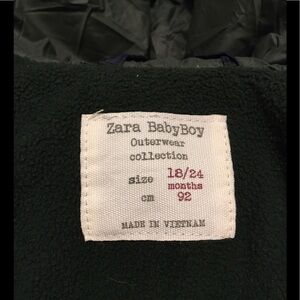 Zara BabyBoy
Outerwear
collection
size 18/24
months
cm 92
MADE IN VIETNAM